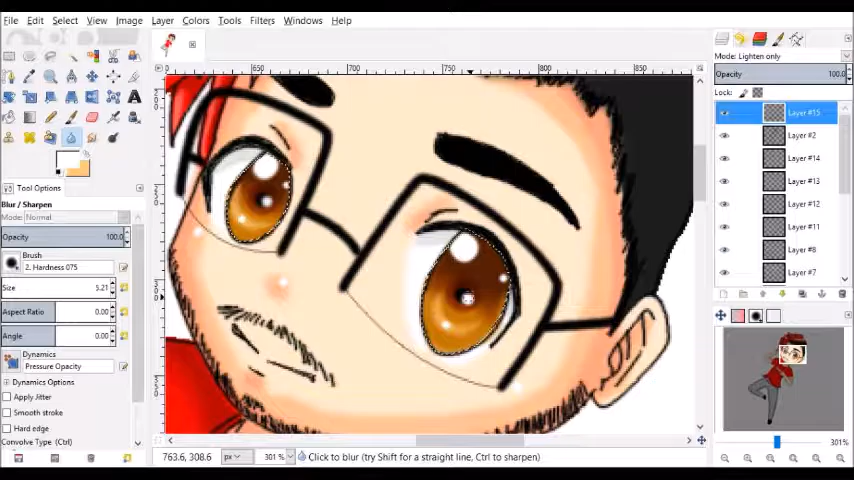 File Edit Select View Image Layer Colors Tools Filters Windows Help
650 700 750 800 850
Tool Options
Blur / Sharpen
Mode: Normal
Opacity 100.0
Brush
2. Hardness 075
Size 5.21
Aspect Ratio 0.00
Angle 0.00
Dynamics
Pressure Opacity
Dynamics Options
Apply Jitter
Smooth stroke
Hard edge
Convolve Type (Ctrl)
Mode: Lighten only
Opacity 100.0
Lock:
Layer #15
Layer #2
Layer #14
Layer #13
Layer #12
Layer #11
Layer #8
Layer #7
301%
763.6, 308.6 px 301 % Click to blur (try Shift for a straight line, Ctrl to sharpen)